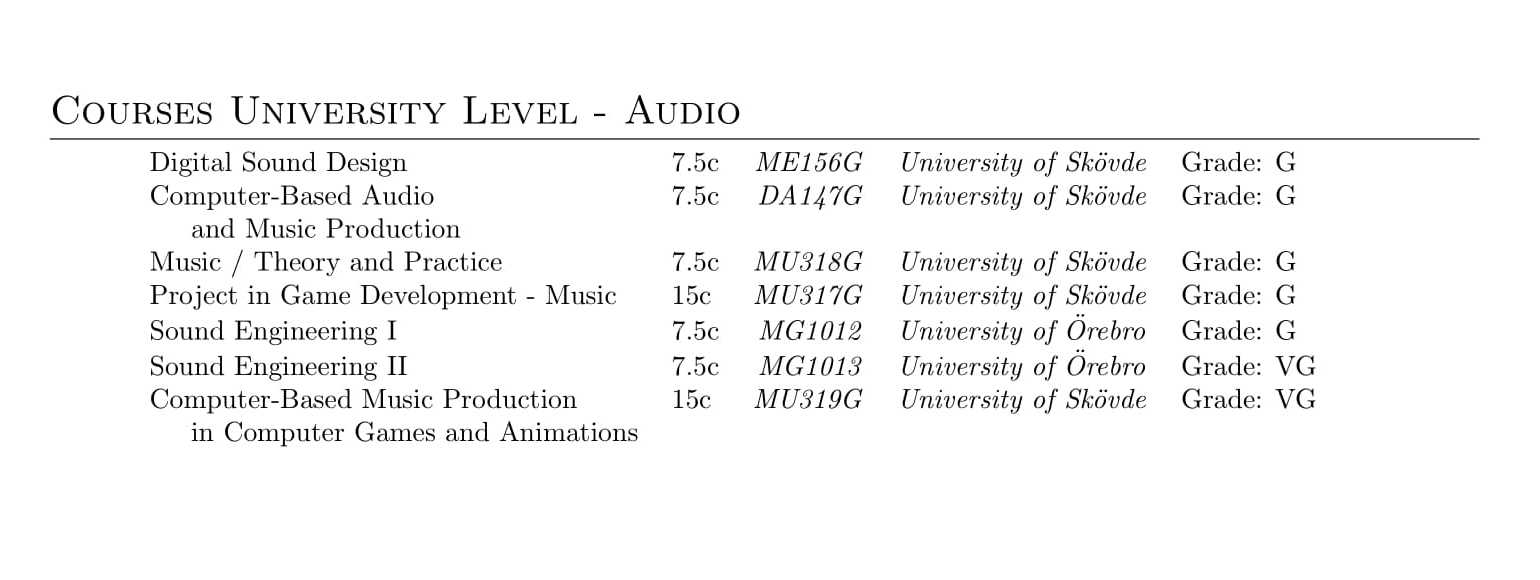 Courses University Level - Audio
Digital Sound Design 7.5c ME156G University of Skövde Grade: G
Computer-Based Audio 7.5c DA147G University of Skövde Grade: G
and Music Production
Music / Theory and Practice 7.5c MU318G University of Skövde Grade: G
Project in Game Development - Music 15c MU317G University of Skövde Grade: G
Sound Engineering I 7.5c MG1012 University of Örebro Grade: G
Sound Engineering II 7.5c MG1013 University of Örebro Grade: VG
Computer-Based Music Production 15c MU319G University of Skövde Grade: VG
in Computer Games and Animations